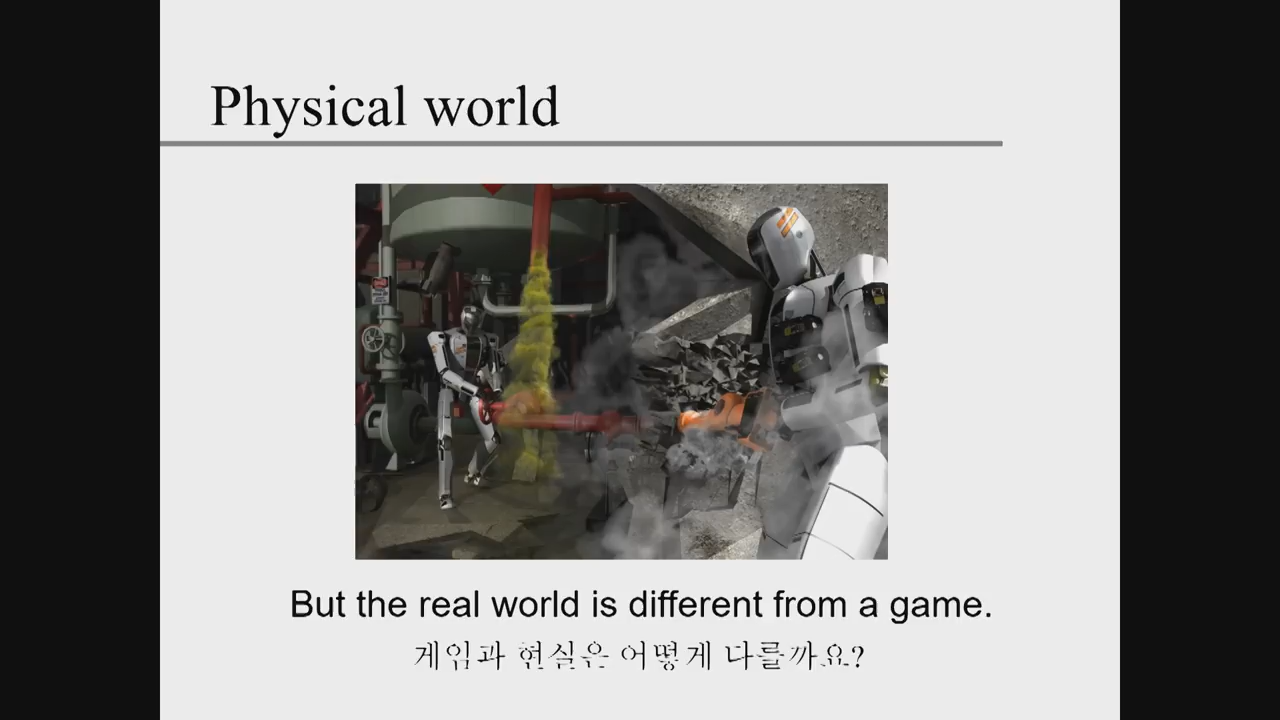 Physical world
But the real world is different from a game.
게임과 현실은 어떻게 다를까요?